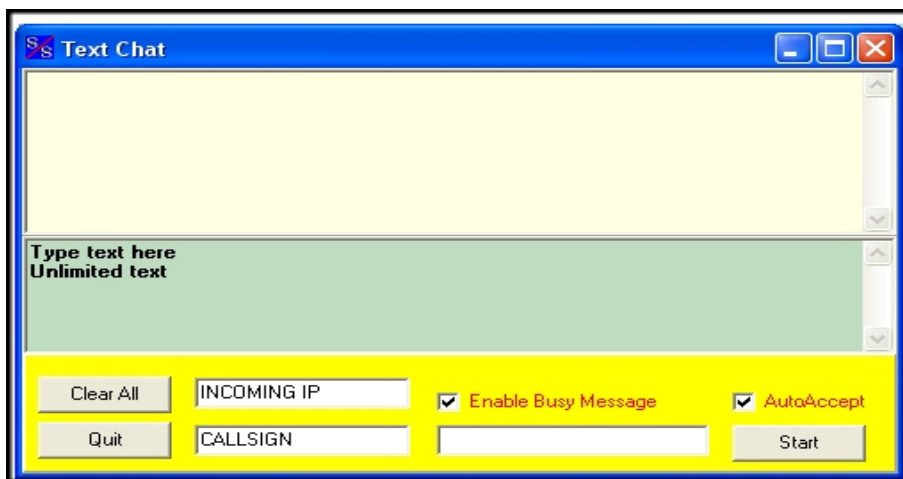 S/S Text Chat
Type text here
Unlimited text
Clear All
INCOMING IP
Enable Busy Message
AutoAccept
Quit
CALLSIGN
Start